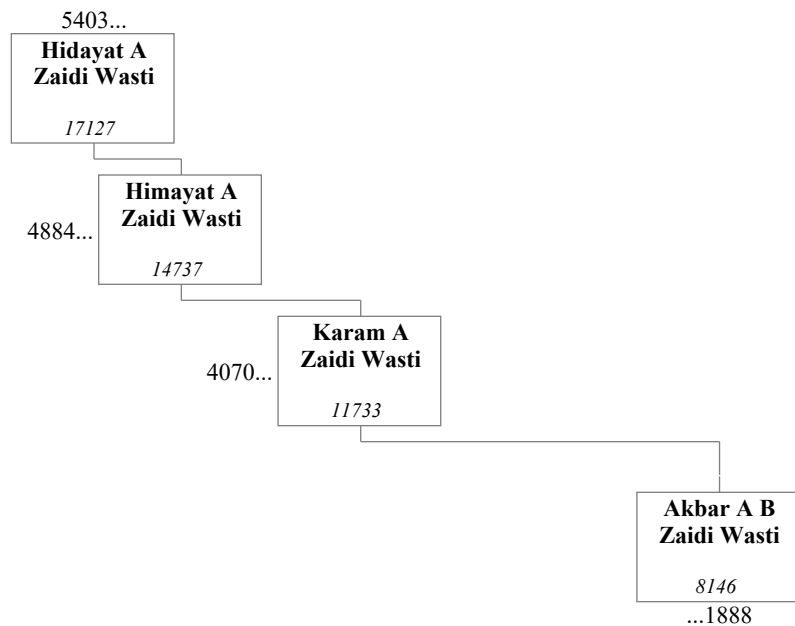 5403...
Hidayat A
Zaidi Wasti
17127
Himayat A
Zaidi Wasti
4884...
14737
Karam A
Zaidi Wasti
4070...
11733
Akbar A B
Zaidi Wasti
8146
...1888